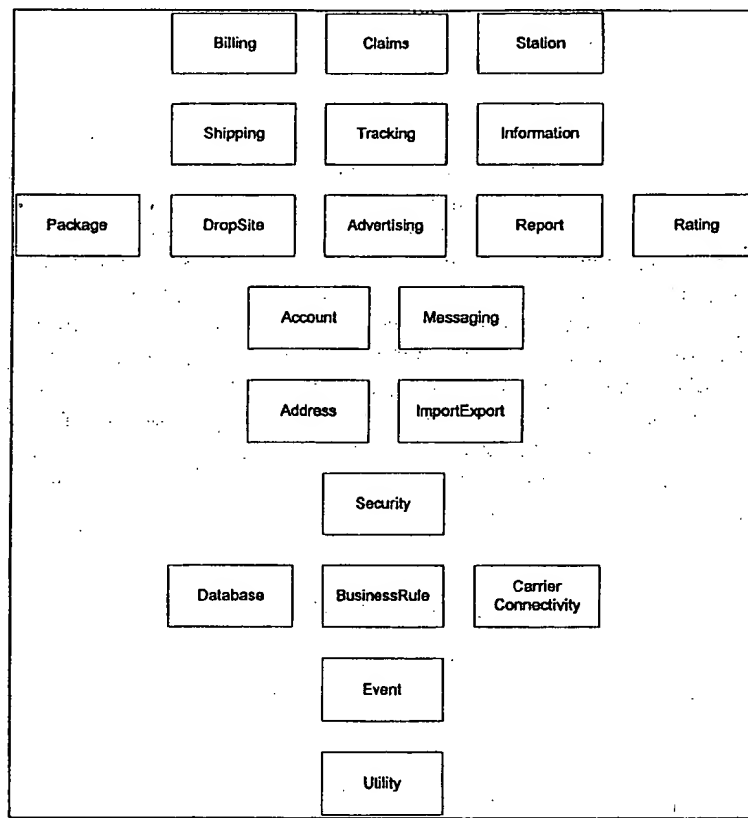 Billing
Claims
Station
Shipping
Tracking
Information
Package
DropSite
Advertising
Report
Rating
Account
Messaging
Address
ImportExport
Security
Database
BusinessRule
Carrier
Connectivity
Event
Utility